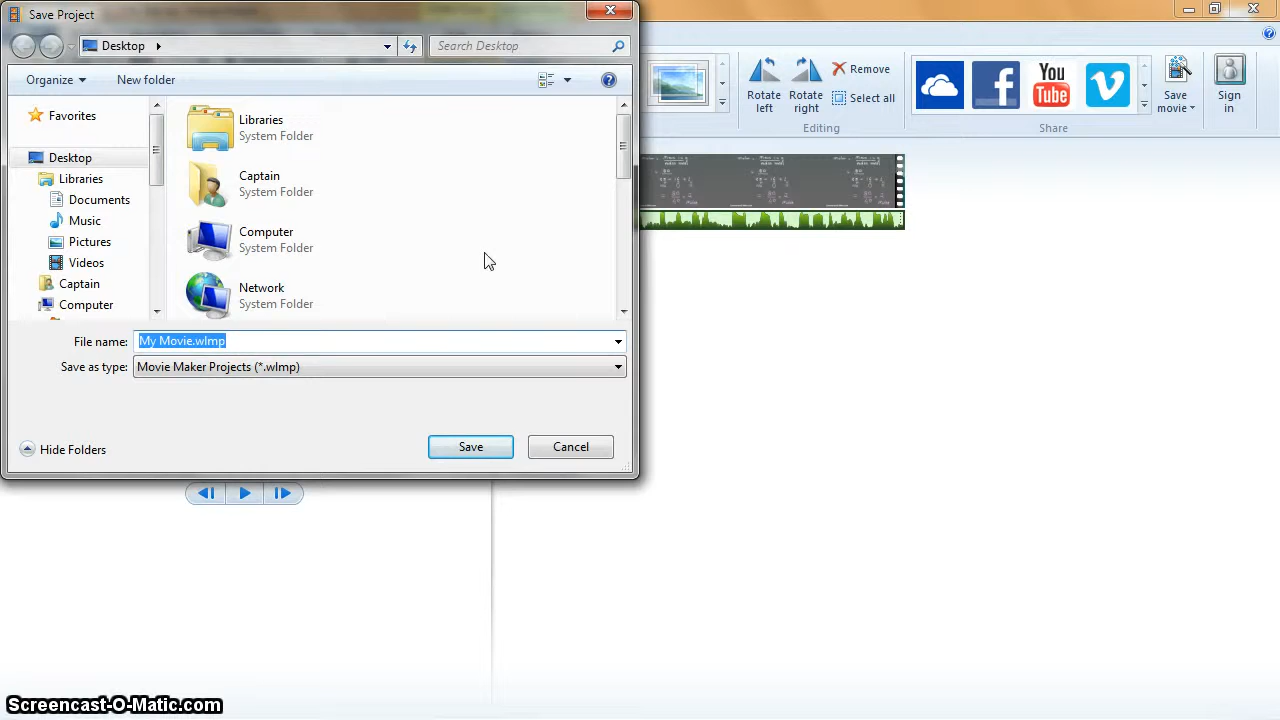 Save Project
Desktop
Search Desktop
Organize
New folder
Favorites
Desktop
Libraries
Documents
Music
Pictures
Videos
Captain
Computer
Libraries
System Folder
Captain
System Folder
Computer
System Folder
Network
System Folder
File name:
My Movie.wlmp
Save as type:
Movie Maker Projects (*.wlmp)
Hide Folders
Save
Cancel
Rotate left
Rotate right
Remove
Select all
Editing
You
Tube
Share
Save
movie
Sign
in
Screencast-O-Matic.com